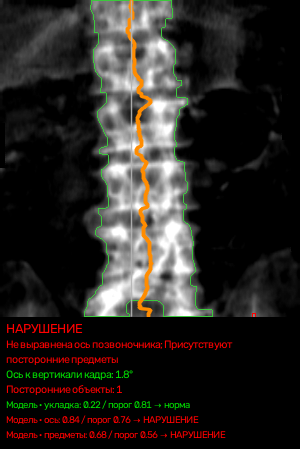 НАРУШЕНИЕ
Не выравнена ось позвоночника; Присутствуют
посторонние предметы
Ось к вертикали кадра: 1.8°
Посторонние объекты: 1
Модель • укладка: 0.22 / порог 0.81 → норма
Модель • ось: 0.84 / порог 0.76 → НАРУШЕНИЕ
Модель • предметы: 0.68 / порог 0.56 → НАРУШЕНИЕ